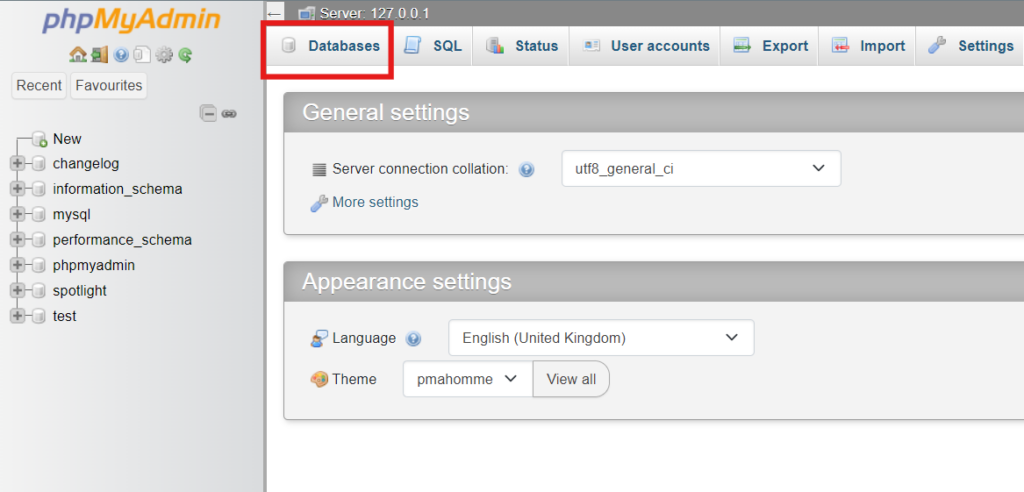 phpMyAdmin
Recent Favourites
New
changelog
information_schema
mysql
performance_schema
phpmyadmin
spotlight
test
Server: 127.0.0.1
Databases SQL Status User accounts Export Import Settings
General settings
Server connection collation: utf8_general_ci
More settings
Appearance settings
Language English (United Kingdom)
Theme pmahomme View all